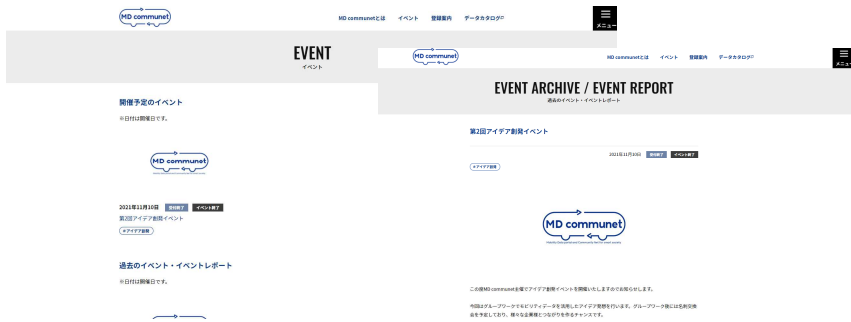 MD communet
MD communetとは
イベント
登録案内
データカタログ
メニュー
EVENT
イベント
開催予定のイベント
※日付は開催日です。
MD communet
2021年11月10日
受付終了
イベント終了
第2回アイデア創発イベント
#アイデア創発
過去のイベント・イベントレポート
※日付は開催日です。
MD communet
MD communetとは
イベント
登録案内
データカタログ
メニュー
EVENT ARCHIVE / EVENT REPORT
過去のイベント・イベントレポート
第2回アイデア創発イベント
2021年11月10日
受付終了
イベント終了
#アイデア創発
MD communet
この度MD communet主催でアイデア創発イベントを開催いたしますのでお知らせします。
今回はグループワークでモビリティデータを活用したアイデア発想を行います。グループワーク後には名刺交換
会を予定しており、様々な企業様とつながりを作るチャンスです。